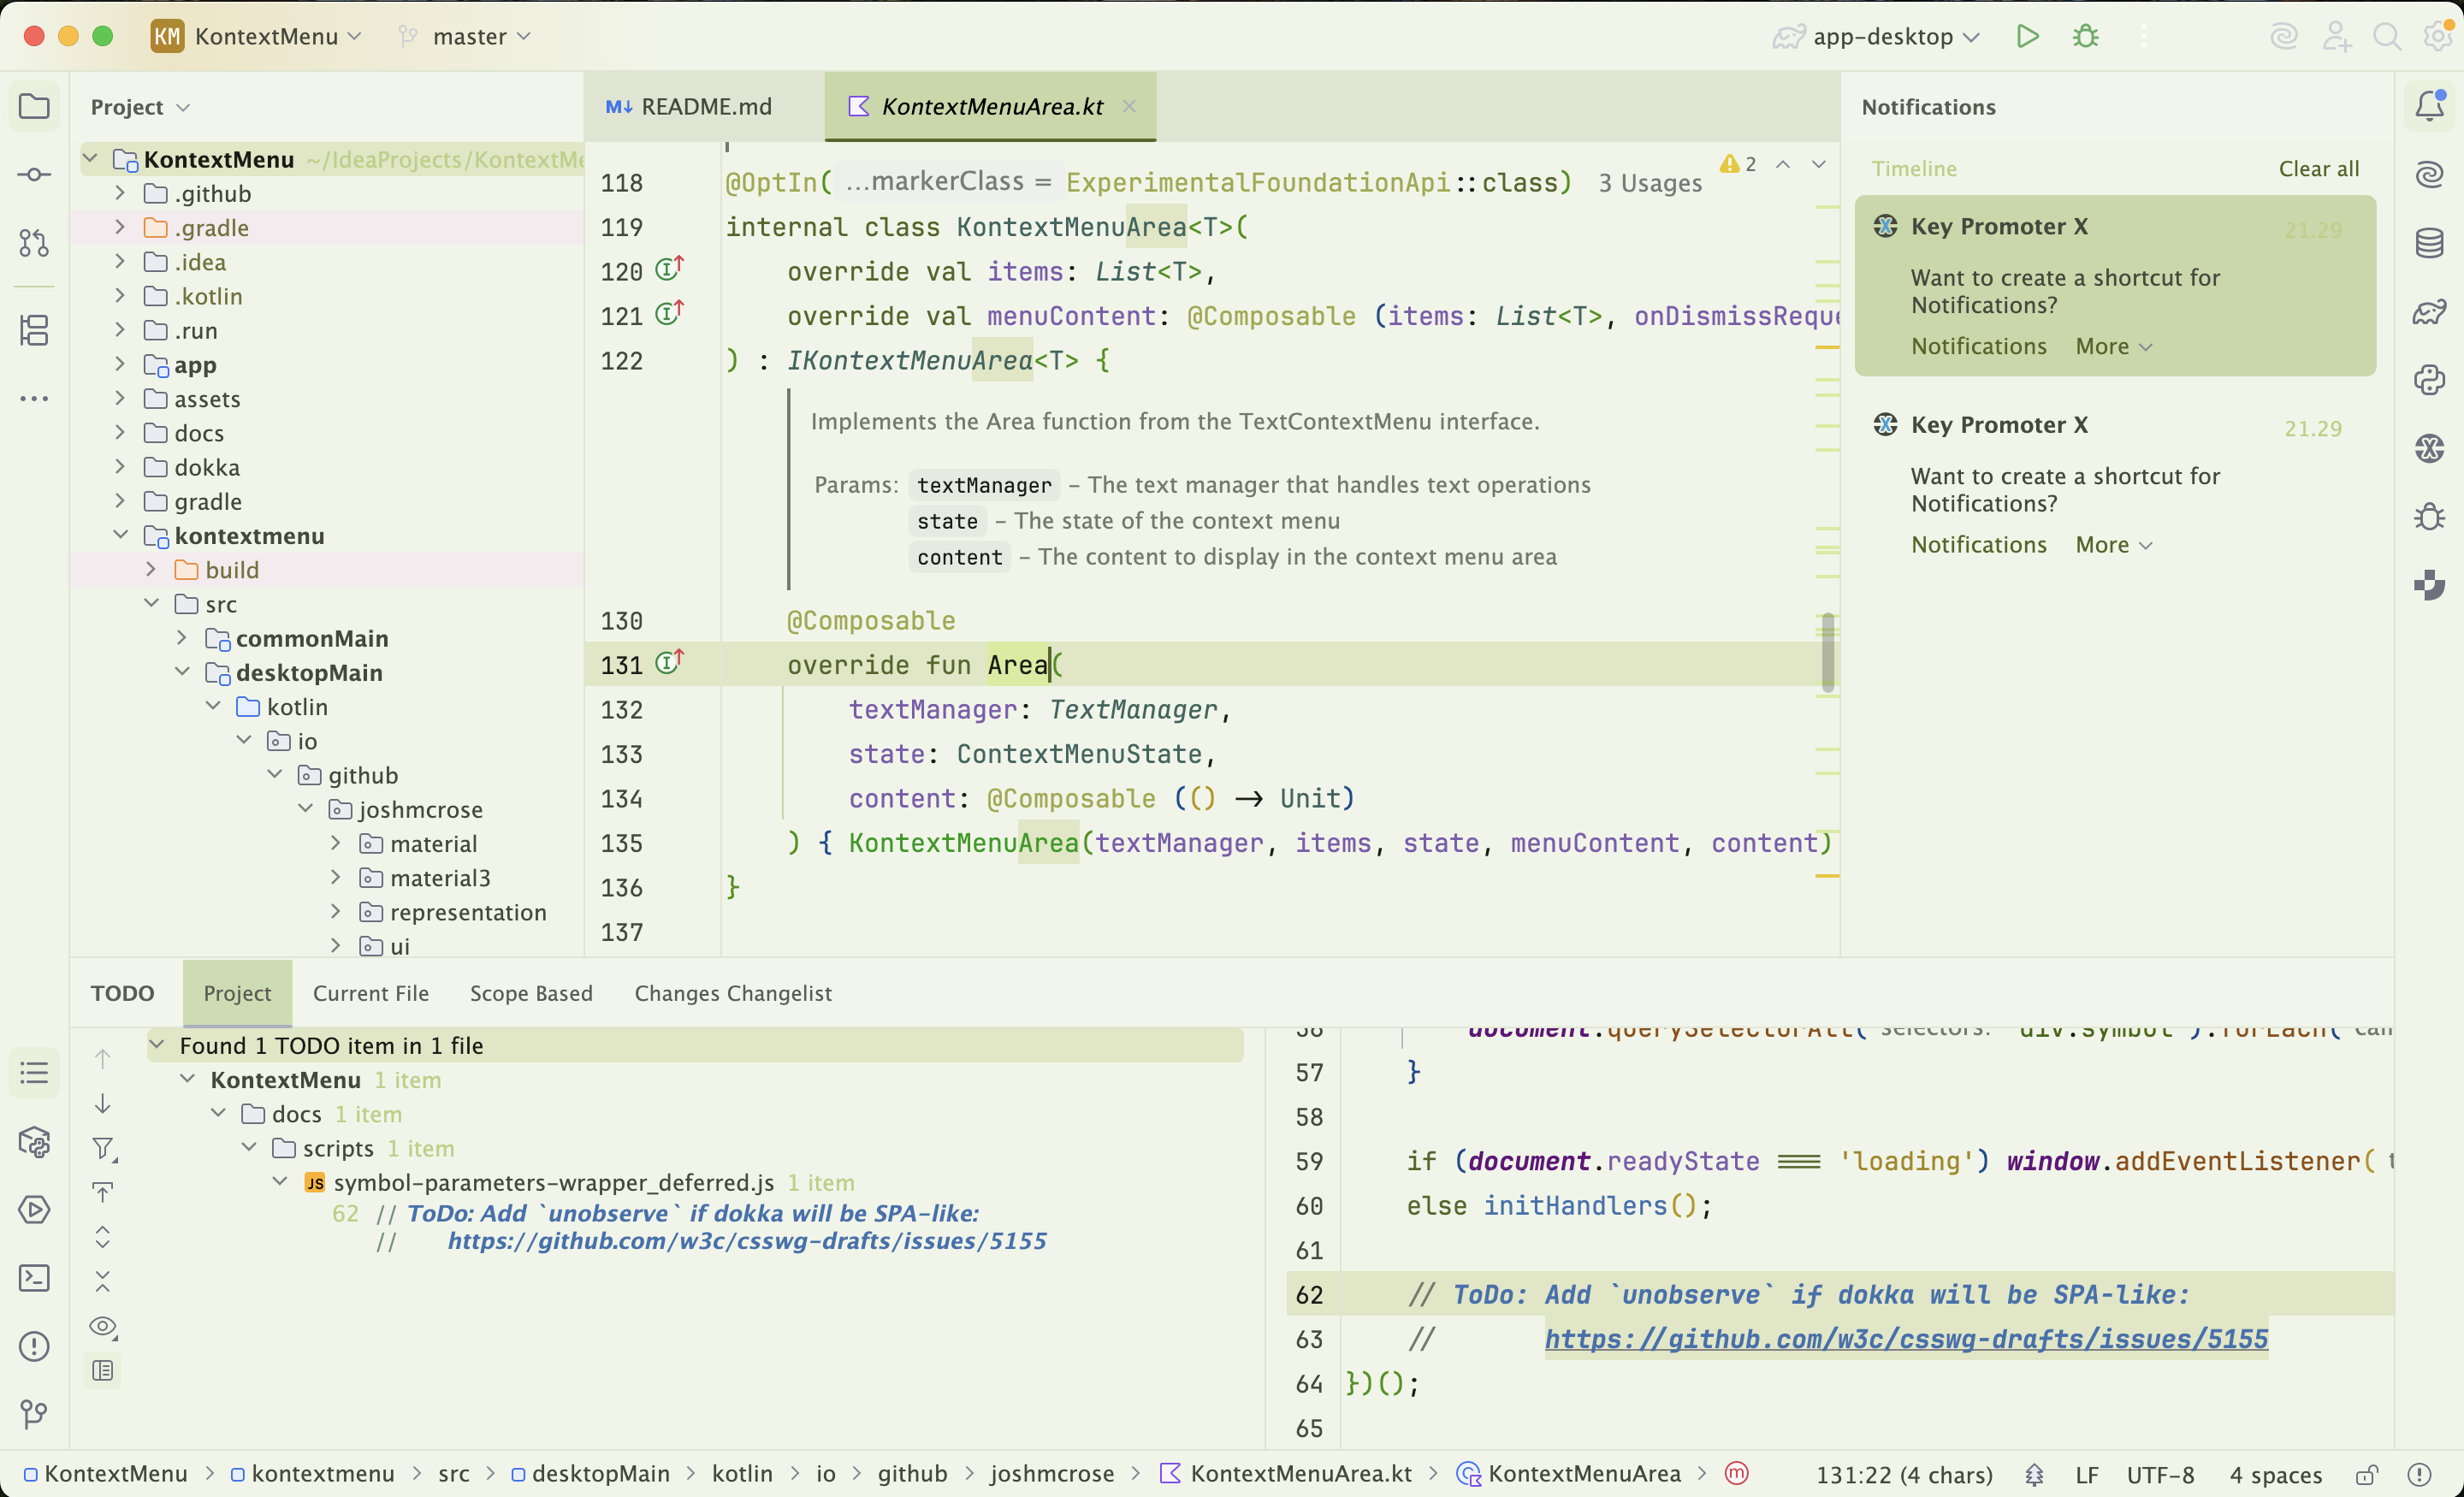 KM KontextMenu master app-desktop
Project
KontextMenu ~/IdeaProjects/KontextMe
.github
.gradle
.idea
.kotlin
.run
app
assets
docs
dokka
gradle
kontextmenu
build
src
commonMain
desktopMain
kotlin
io
github
joshmcrose
material
material3
representation
ui
M↓ README.md KontextMenuArea.kt
2
118 @OptIn( ...markerClass = ExperimentalFoundationApi::class) 3 Usages
119 internal class KontextMenuArea<T>(
120 override val items: List<T>,
121 override val menuContent: @Composable (items: List<T>, onDismissReque
122 ) : IKontextMenuArea<T> {
Implements the Area function from the TextContextMenu interface.
Params: textManager – The text manager that handles text operations
state – The state of the context menu
content – The content to display in the context menu area
130 @Composable
131 override fun Area(
132 textManager: TextManager,
133 state: ContextMenuState,
134 content: @Composable (() → Unit)
135 ) { KontextMenuArea(textManager, items, state, menuContent, content)
136 }
137
Notifications
Timeline Clear all
Key Promoter X 21.29
Want to create a shortcut for
Notifications?
Notifications More
Key Promoter X 21.29
Want to create a shortcut for
Notifications?
Notifications More
TODO Project Current File Scope Based Changes Changelist
Found 1 TODO item in 1 file
KontextMenu 1 item
docs 1 item
scripts 1 item
JS symbol-parameters-wrapper_deferred.js 1 item
62 // ToDo: Add `unobserve` if dokka will be SPA-like:
// https://github.com/w3c/csswg-drafts/issues/5155
56 document.querySelectorAll( selectors: 'div.symbol').forEach(
57 }
58
59 if (document.readyState === 'loading') window.addEventListener(
60 else initHandlers();
61
62 // ToDo: Add `unobserve` if dokka will be SPA-like:
63 // https://github.com/w3c/csswg-drafts/issues/5155
64 })();
65
KontextMenu > kontextmenu > src > desktopMain > kotlin > io > github > joshmcrose > KontextMenuArea.kt > KontextMenuArea > m 131:22 (4 chars) LF UTF-8 4 spaces